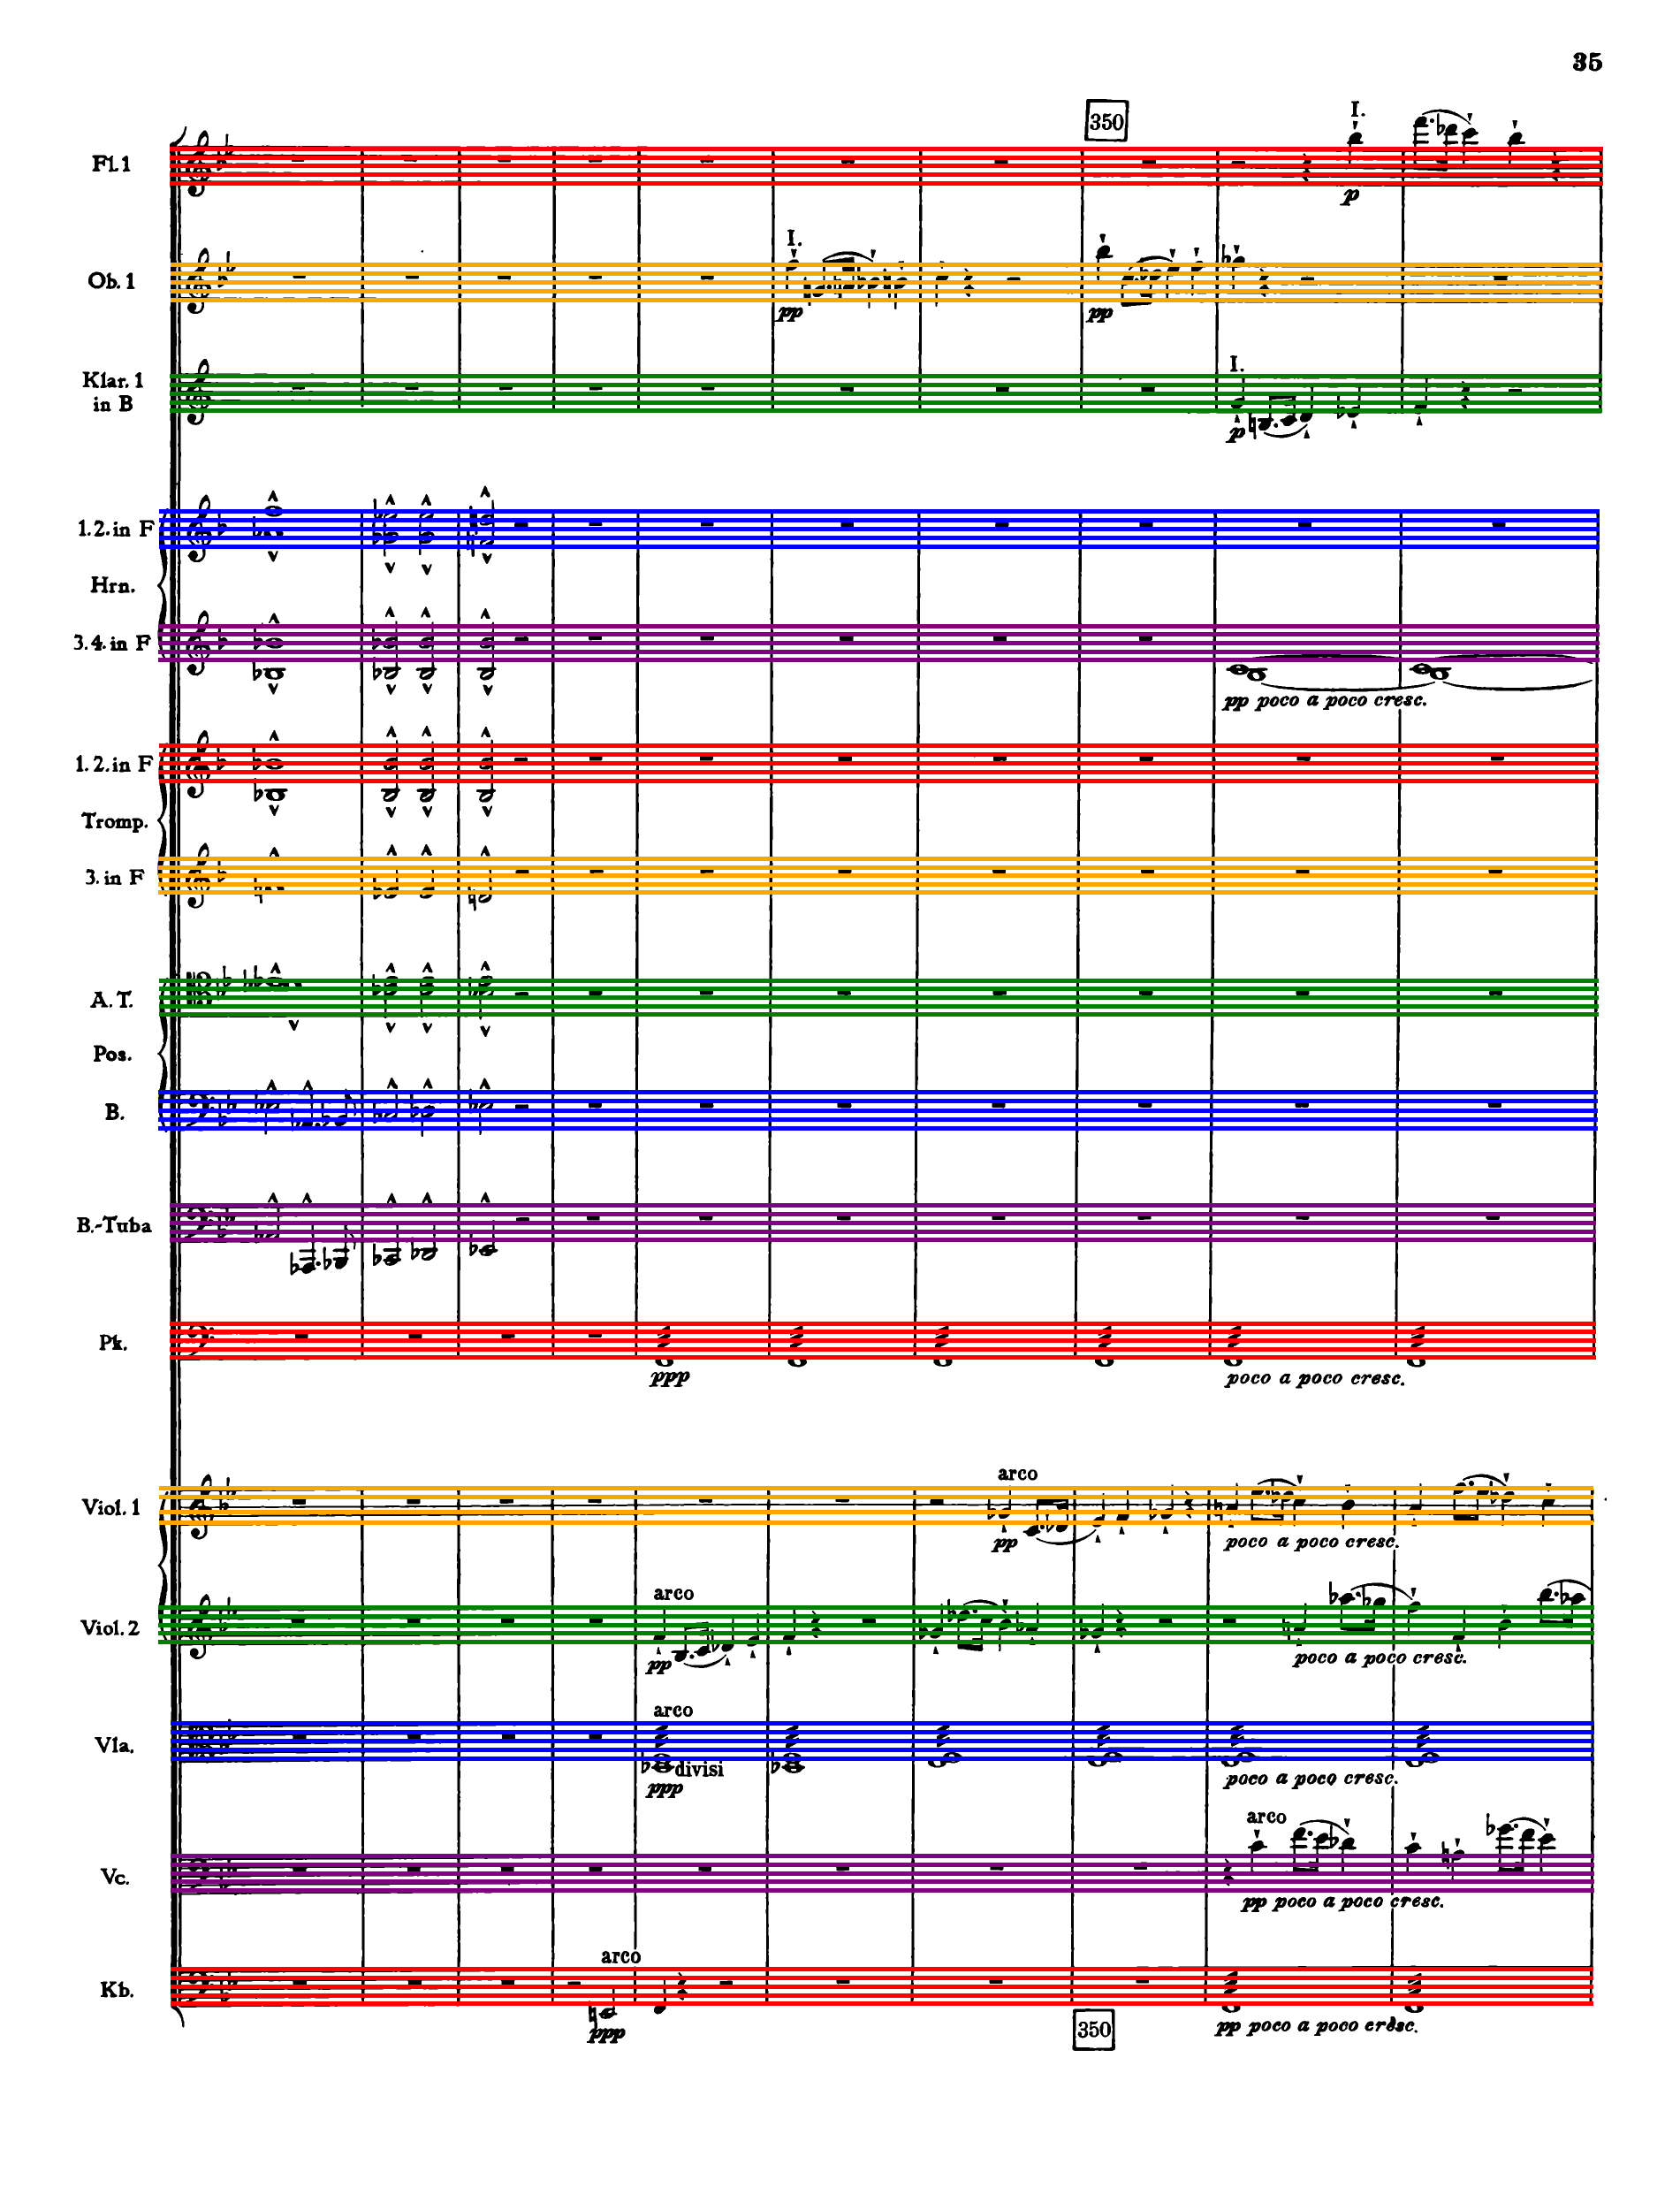 35
350
I.
Fl. 1
p
I.
Ob. 1
pp
pp
I.
Klar. 1
in B
p
1. 2. in F
Hrn.
3. 4. in F
pp poco a poco cresc.
1. 2. in F
Tromp.
3. in F
A. T.
Pos.
B.
B.-Tuba
Pk.
ppp
poco a poco cresc.
arco
Viol. 1
pp
poco a poco cresc.
arco
Viol. 2
pp
poco a poco cresc.
arco
Vla.
divisi
ppp
poco a poco cresc.
arco
Vc.
pp poco a poco cresc.
arco
Kb.
ppp
pp poco a poco cresc.
350